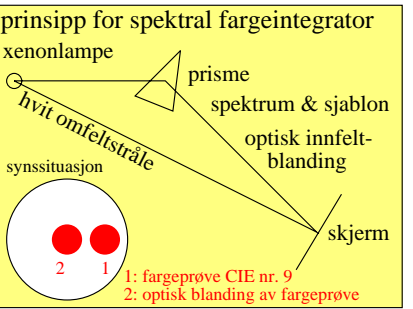 prinsipp for spektral fargeintegrator
xenonlampe
prisme
hvit omfeltstråle
spektrum & sjablon
optisk innfelt-
blanding
synssituasjon
skjerm
2
1
1: fargeprøve CIE nr. 9
2: optisk blanding av fargeprøve